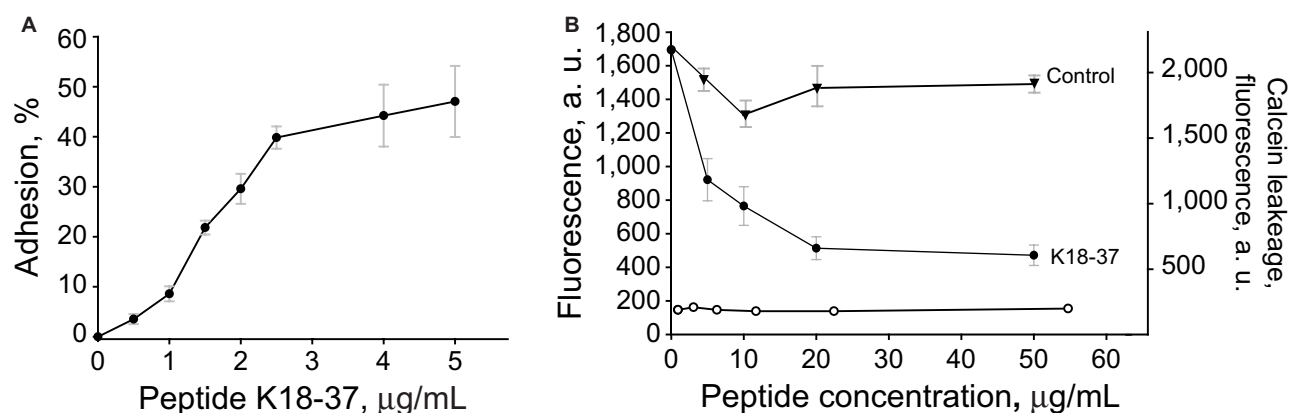 A
60
50
40
30
20
10
0
Adhesion, %
0 1 2 3 4 5
Peptide K18-37, μg/mL
B
1,800
1,600
1,400
1,200
1,000
800
600
400
200
0
Fluorescence, a. u.
Control
K18-37
2,000
1,500
1,000
500
Calcein leakeage,
fluorescence, a. u.
0 10 20 30 40 50 60
Peptide concentration, μg/mL